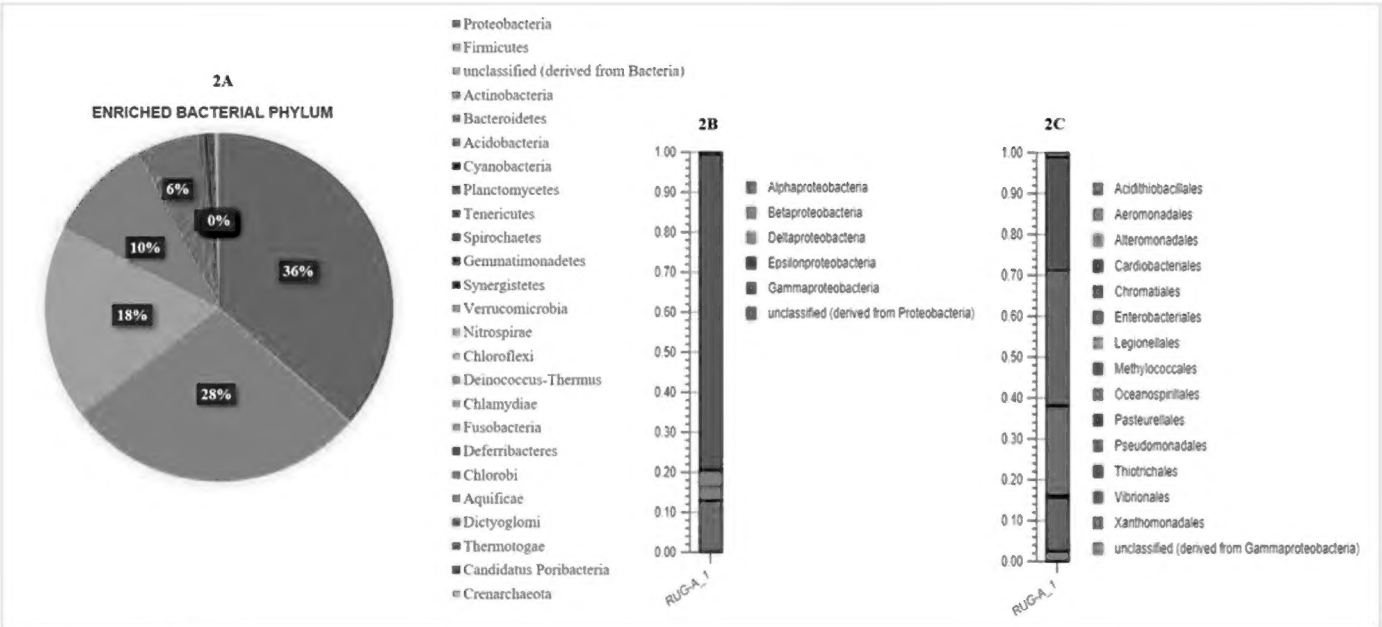 2A
ENRICHED BACTERIAL PHYLUM
6%
0%
10%
36%
18%
28%
Proteobacteria
Firmicutes
unclassified (derived from Bacteria)
Actinobacteria
Bacteroidetes
Acidobacteria
Cyanobacteria
Planctomycetes
Tenericutes
Spirochaetes
Gemmatimonadetes
Synergistetes
Verrucomicrobia
Nitrospirae
Chloroflexi
Deinococcus-Thermus
Chlamydiae
Fusobacteria
Deferribacteres
Chlorobi
Aquificae
Dictyoglomi
Thermotogae
Candidatus Poribacteria
Crenarchaeota
2B
1.00
0.90
0.80
0.70
0.60
0.50
0.40
0.30
0.20
0.10
0.00
RUG-A_1
Alphaproteobacteria
Betaproteobacteria
Deltaproteobacteria
Epsilonproteobacteria
Gammaproteobacteria
unclassified (derived from Proteobacteria)
2C
1.00
0.90
0.80
0.70
0.60
0.50
0.40
0.30
0.20
0.10
0.00
RUG-A_1
Acidithiobacillales
Aeromonadales
Alteromonadales
Cardiobacteriales
Chromatiales
Enterobacteriales
Legionellales
Methylococcales
Oceanospirillales
Pasteurellales
Pseudomonadales
Thiotrichales
Vibrionales
Xanthomonadales
unclassified (derived from Gammaproteobacteria)